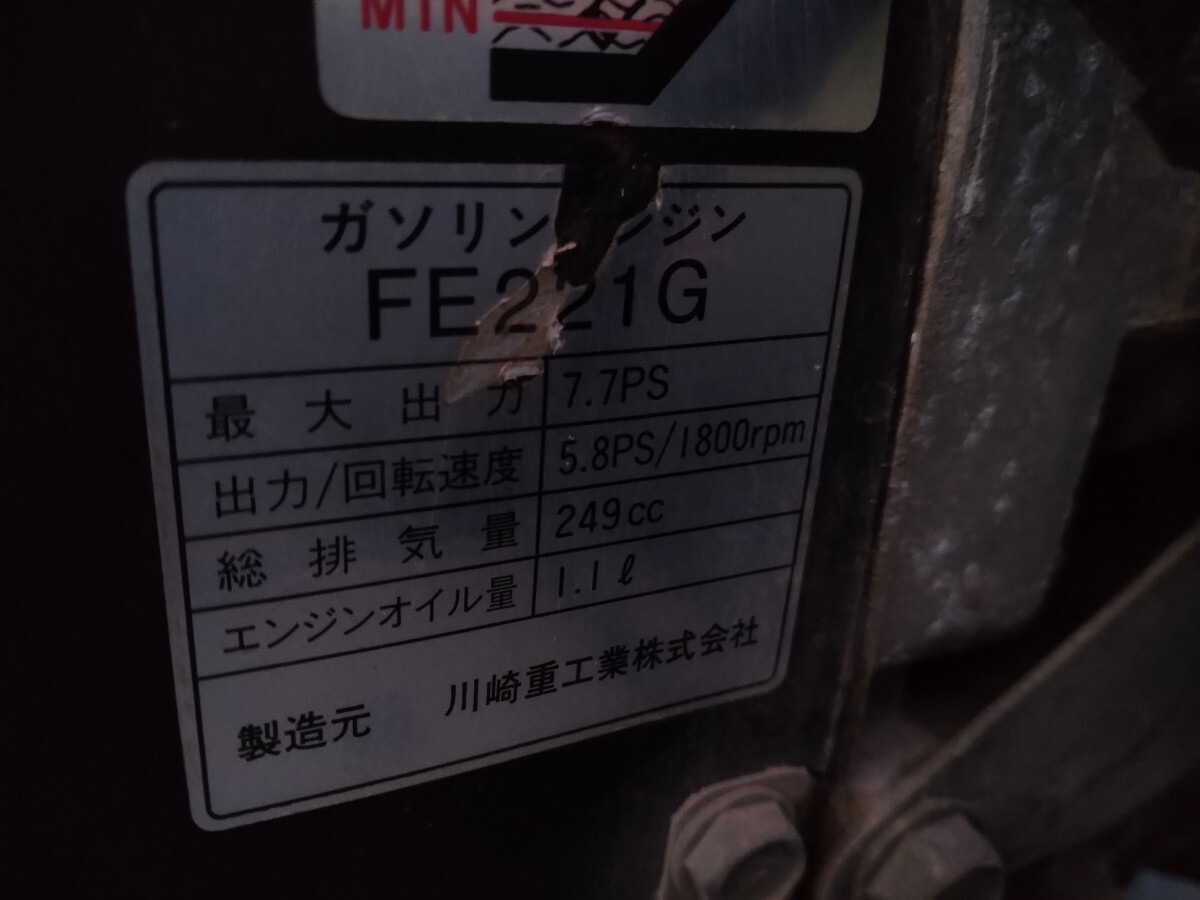 MIN
ガソリンエンジン
FE221G
最大出力 7.7PS
出力/回転速度 5.8PS/1800rpm
総排気量 249cc
エンジンオイル量 1.1ℓ
製造元 川崎重工業株式会社